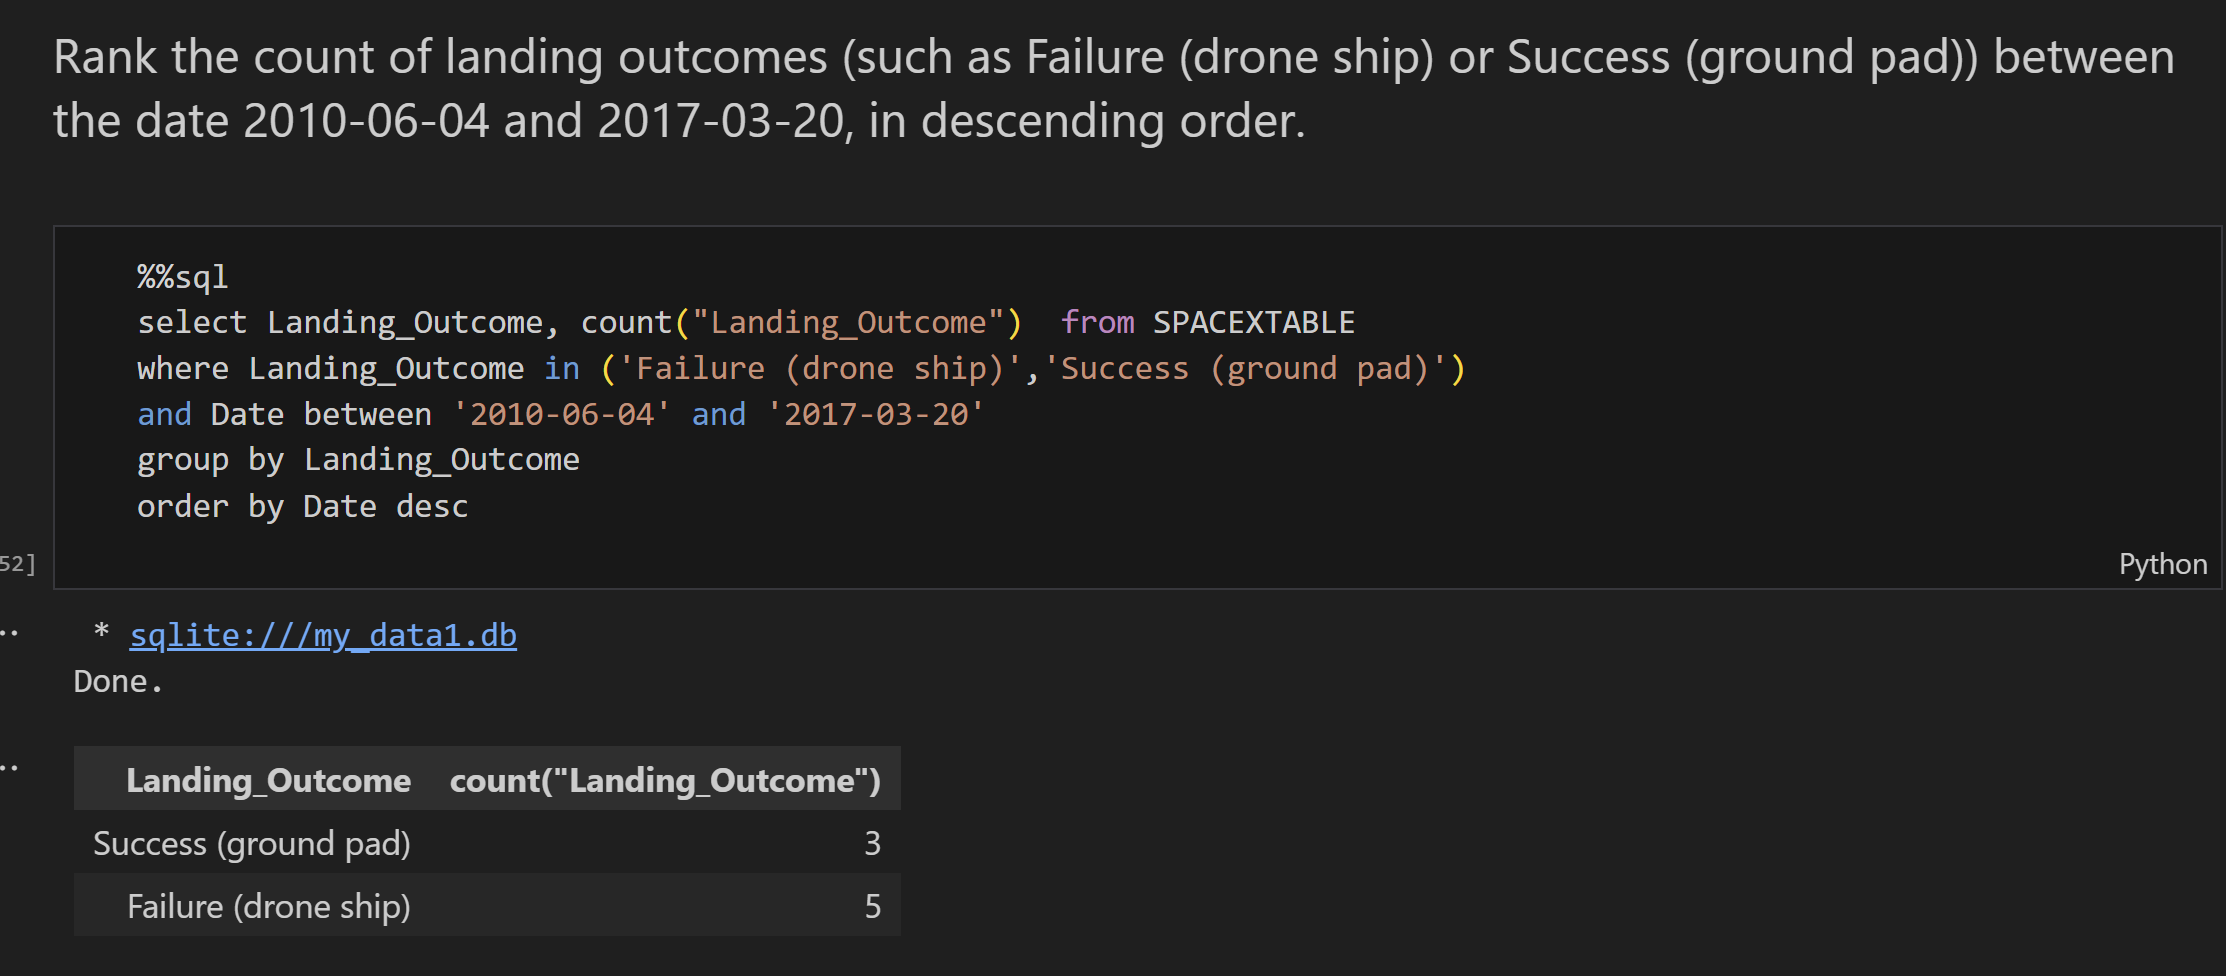 Rank the count of landing outcomes (such as Failure (drone ship) or Success (ground pad)) between
the date 2010-06-04 and 2017-03-20, in descending order.
%%sql
select Landing_Outcome, count("Landing_Outcome")  from SPACEXTABLE
where Landing_Outcome in ('Failure (drone ship)','Success (ground pad)')
and Date between '2010-06-04' and '2017-03-20'
group by Landing_Outcome
order by Date desc
52]
Python
* sqlite:///my_data1.db
Done.
Landing_Outcome count("Landing_Outcome")
Success (ground pad) 3
Failure (drone ship) 5